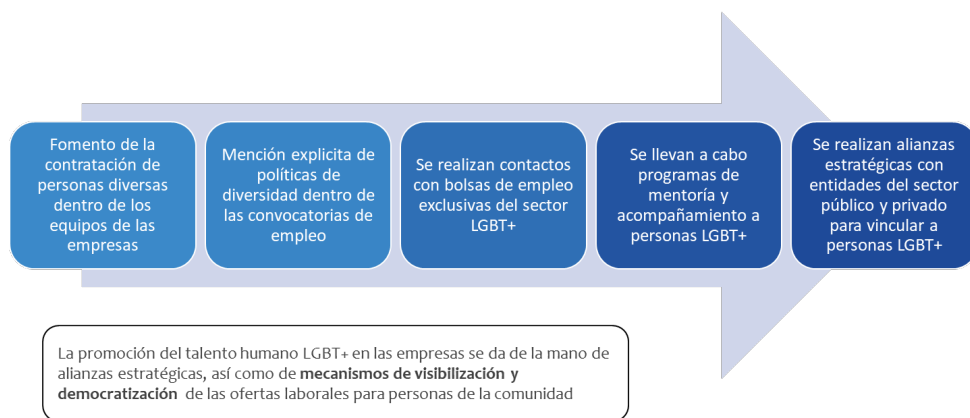 Fomento de la
contratación de
personas diversas
dentro de los
equipos de las
empresas
Mención explicita de
políticas de
diversidad dentro de
las convocatorias de
empleo
Se realizan contactos
con bolsas de empleo
exclusivas del sector
LGBT+
Se llevan a cabo
programas de
mentoría y
acompañamiento a
personas LGBT+
Se realizan alianzas
estratégicas con
entidades del sector
público y privado
para vincular a
personas LGBT+
La promoción del talento humano LGBT+ en las empresas se da de la mano de
alianzas estratégicas, así como de mecanismos de visibilización y
democratización de las ofertas laborales para personas de la comunidad